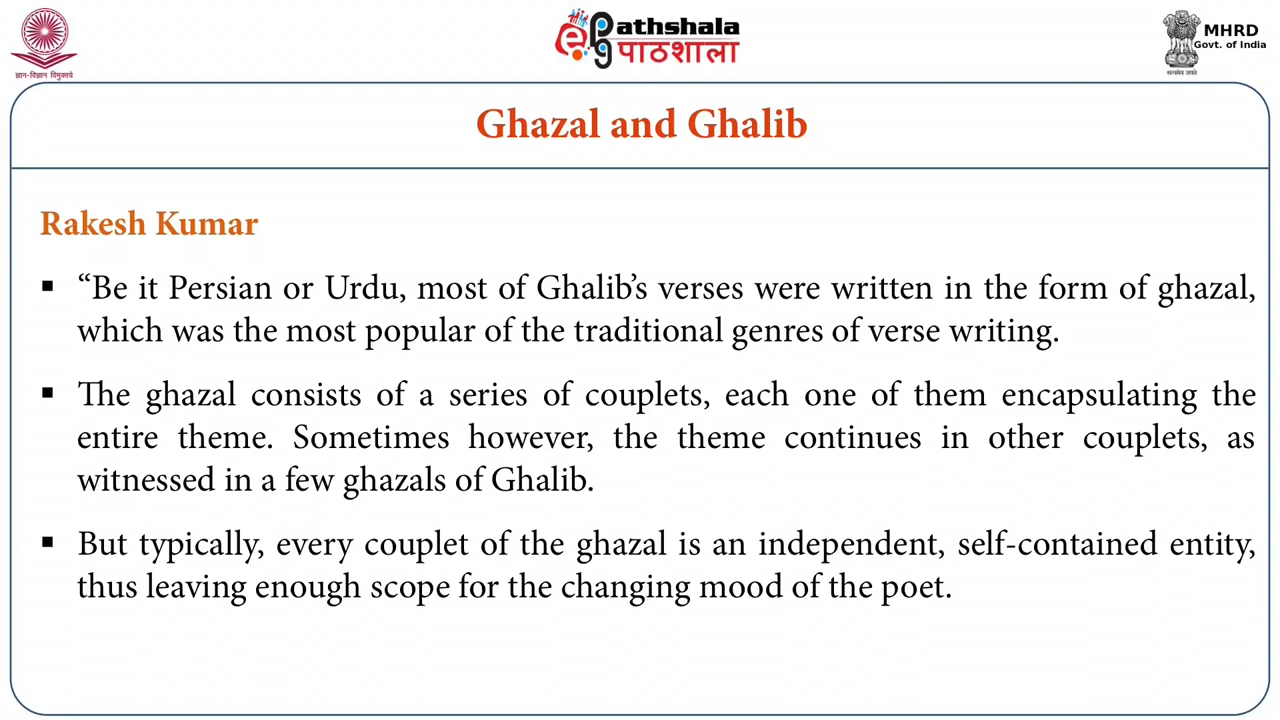 ज्ञान-विज्ञान विमुक्तये
ePathshala
पाठशाला
MHRD
Govt. of India
सत्यमेव जयते
Ghazal and Ghalib
Rakesh Kumar
▪ “Be it Persian or Urdu, most of Ghalib’s verses were written in the form of ghazal,
which was the most popular of the traditional genres of verse writing.
▪ The ghazal consists of a series of couplets, each one of them encapsulating the
entire theme. Sometimes however, the theme continues in other couplets, as
witnessed in a few ghazals of Ghalib.
▪ But typically, every couplet of the ghazal is an independent, self-contained entity,
thus leaving enough scope for the changing mood of the poet.